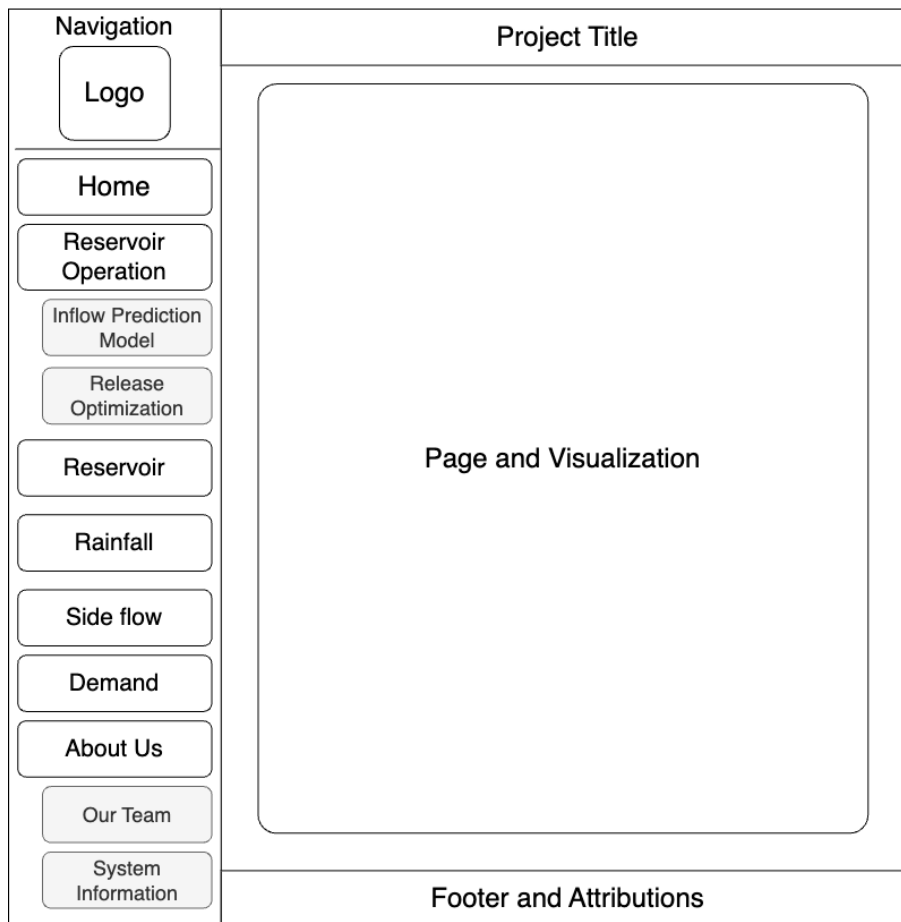 Navigation
Logo
Home
Reservoir
Operation
Inflow Prediction
Model
Release
Optimization
Reservoir
Rainfall
Side flow
Demand
About Us
Our Team
System
Information
Project Title
Page and Visualization
Footer and Attributions